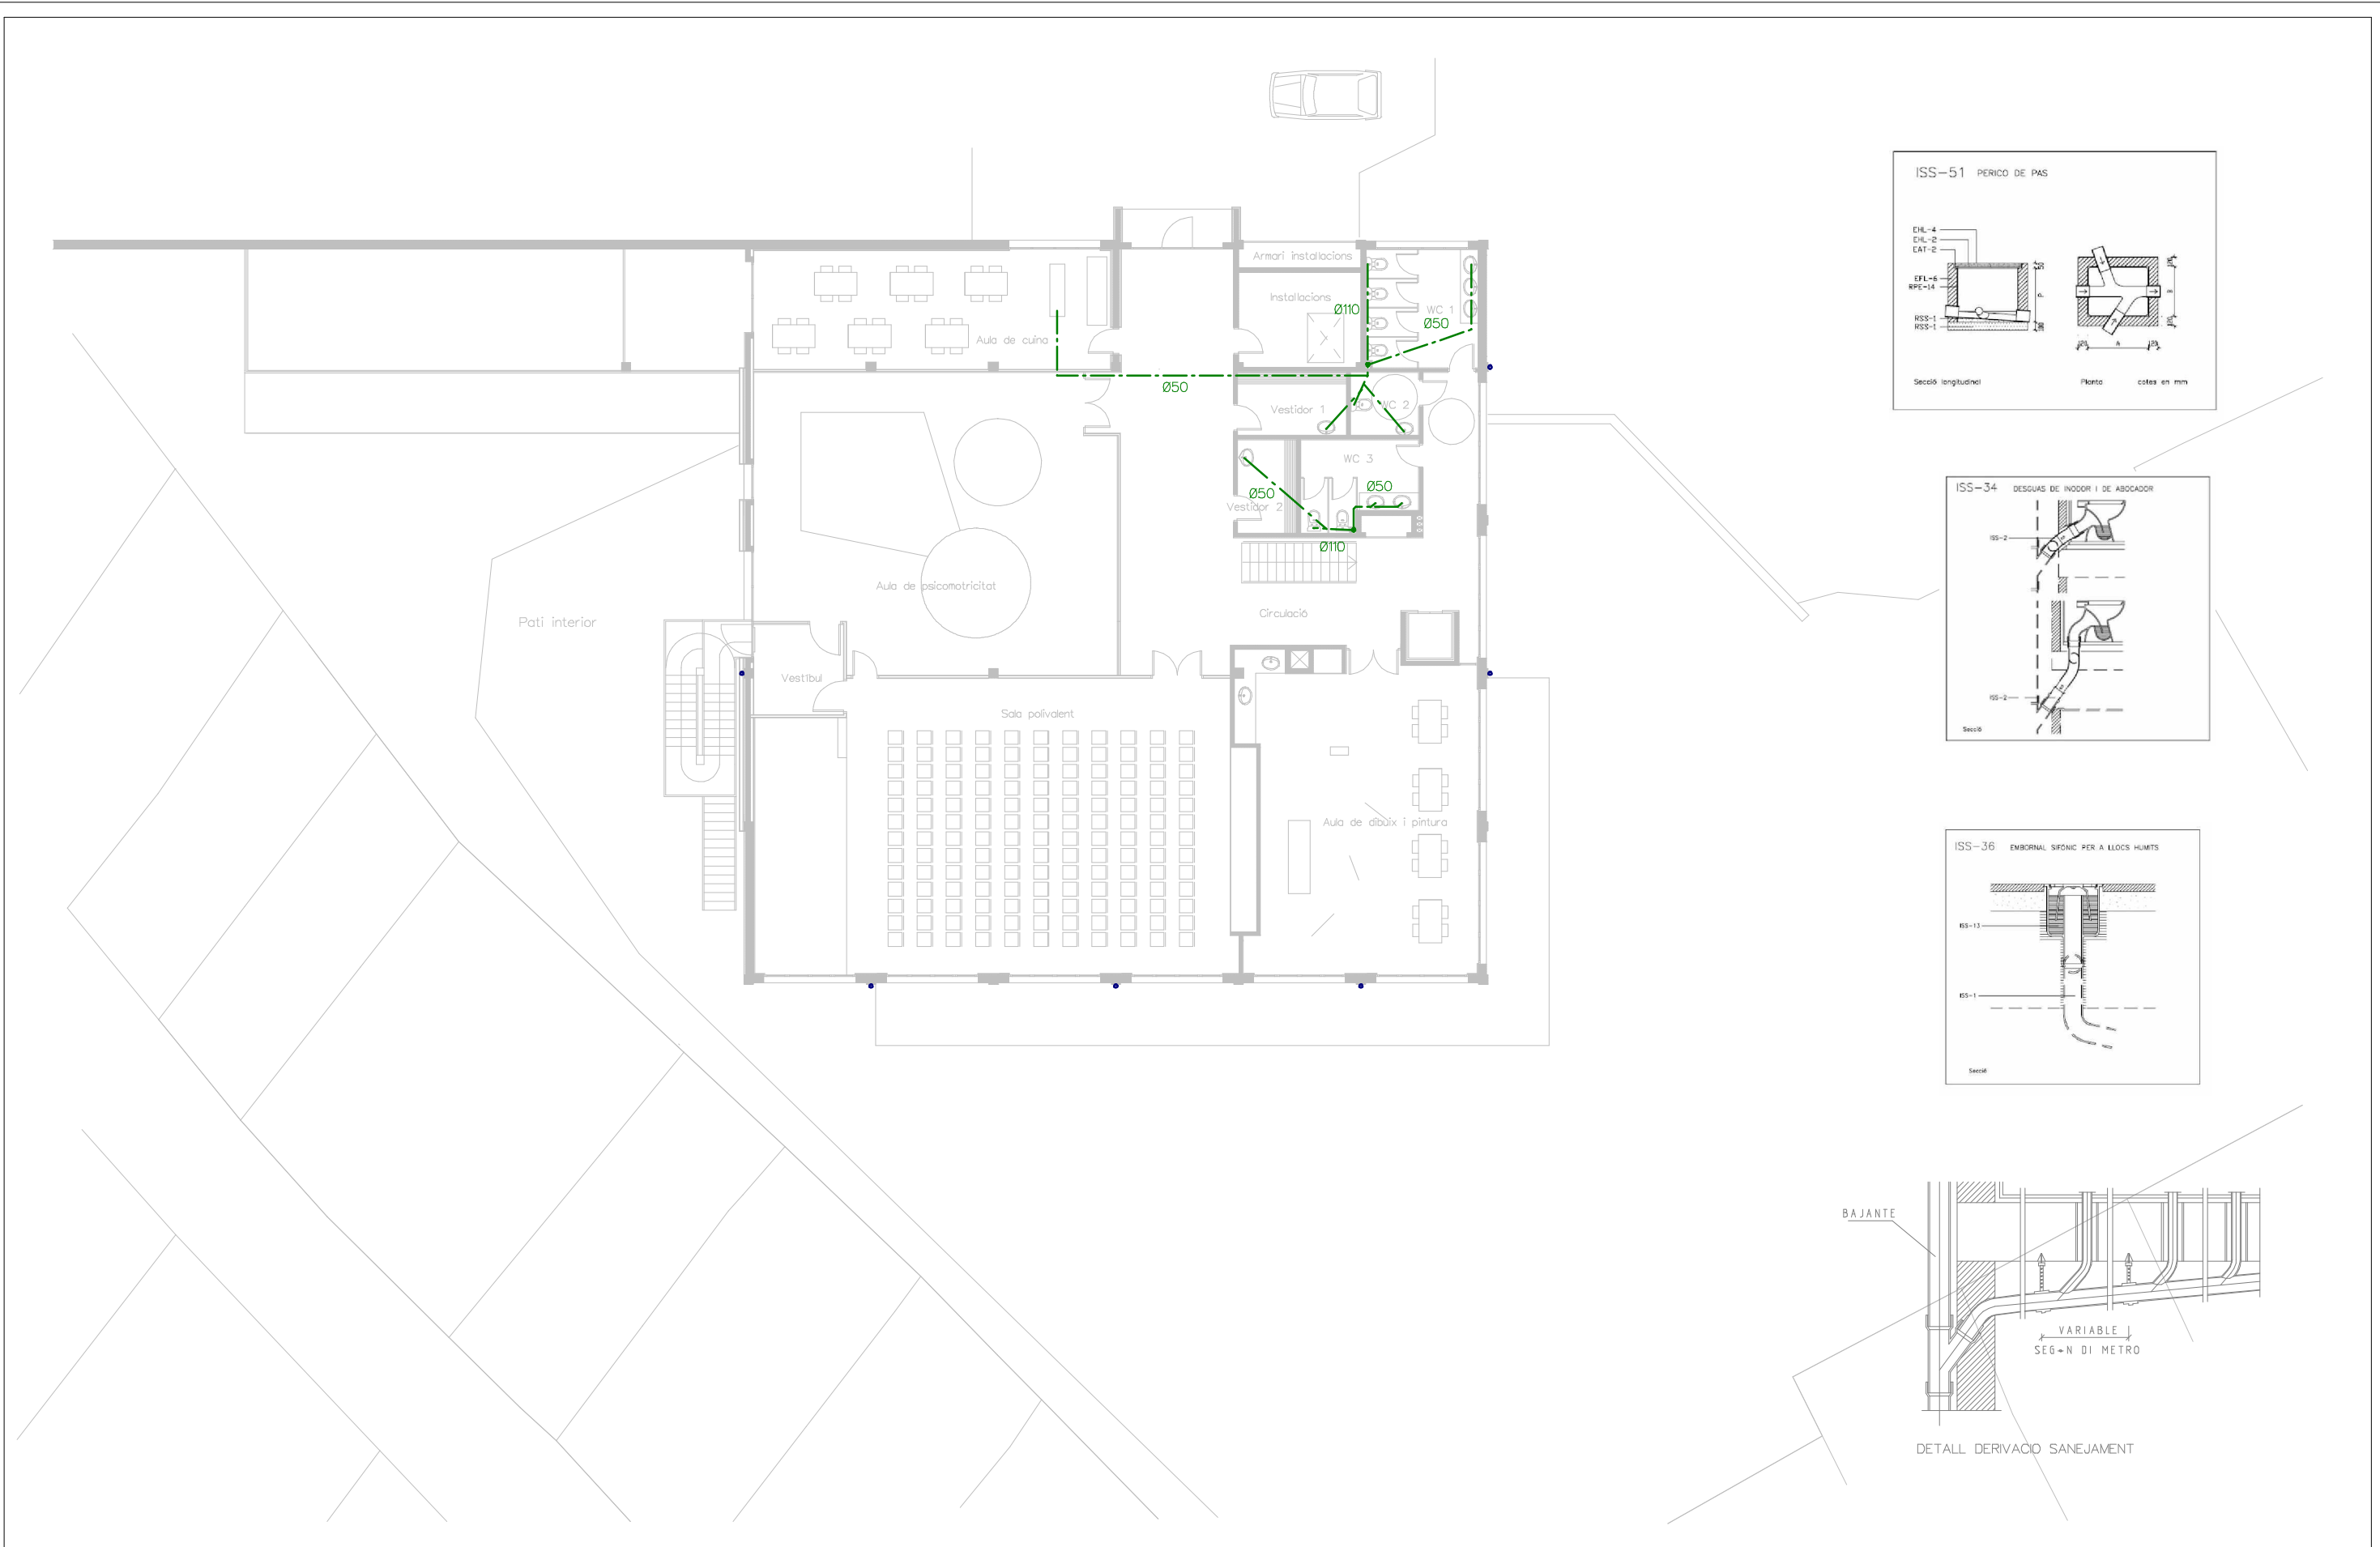 Armari instal·lacions
Instal·lacions
Ø110
WC 1
Ø50
Aula de cuina
Ø50
Vestidor 1
WC 2
WC 3
Ø50
Ø50
Vestidor 2
Ø110
Aula de psicomotricitat
Circulació
Pati interior
Vestíbul
Sala polivalent
Aula de dibuix i pintura
ISS-51 PERICO DE PAS
EHL-4
EHL-2
EAT-2
EFL-6
RPE-14
RSS-1
RSS-1
120
A
120
Secció longitudinal
Planta
cotes en mm
ISS-34 DESGUAS DE INODOR I DE ABOCADOR
ISS-2
ISS-2
Secció
ISS-36 EMBORNAL SIFÒNIC PER A LLOCS HUMITS
ISS-13
ISS-1
Secció
BAJANTE
VARIABLE
SEG=N DI METRO
DETALL DERIVACIO SANEJAMENT